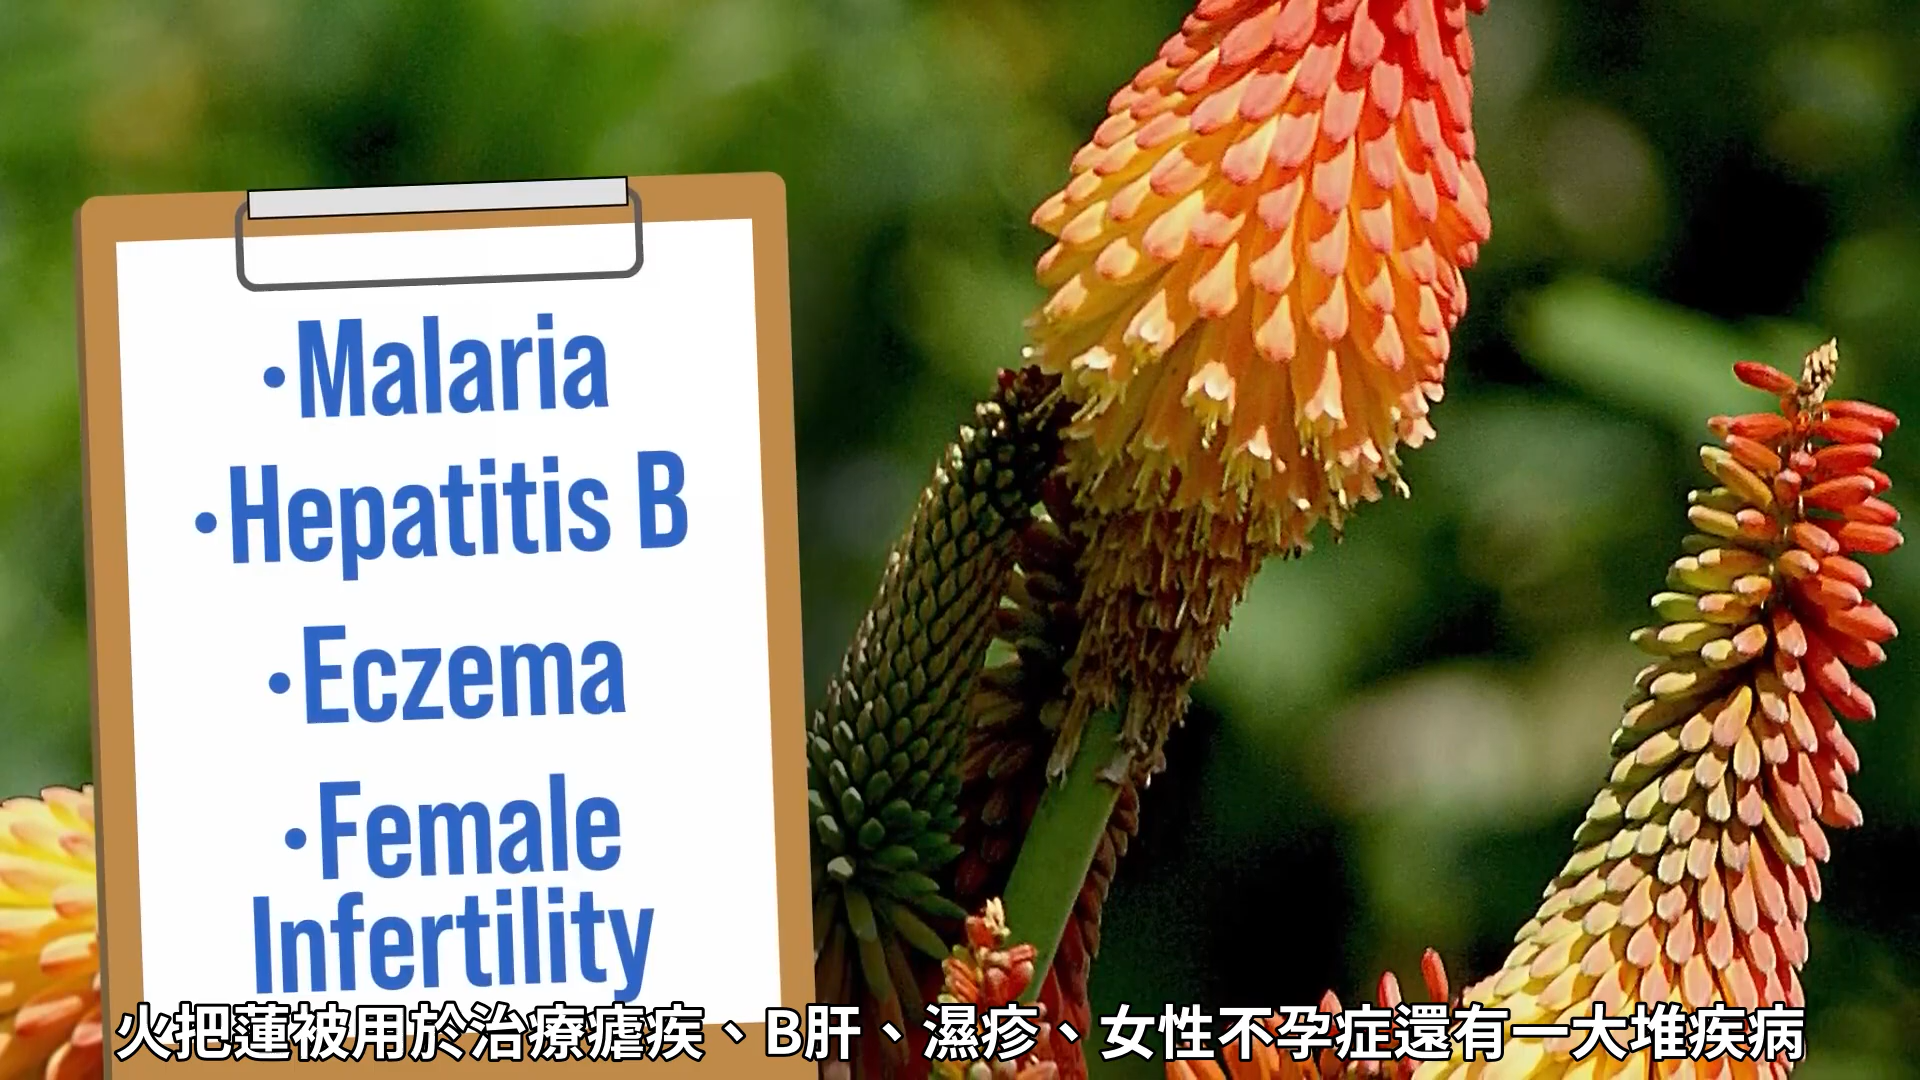 ·Malaria
·Hepatitis B
·Eczema
·Female
Infertility
火把蓮被用於治療瘧疾、B肝、濕疹、女性不孕症還有一大堆疾病